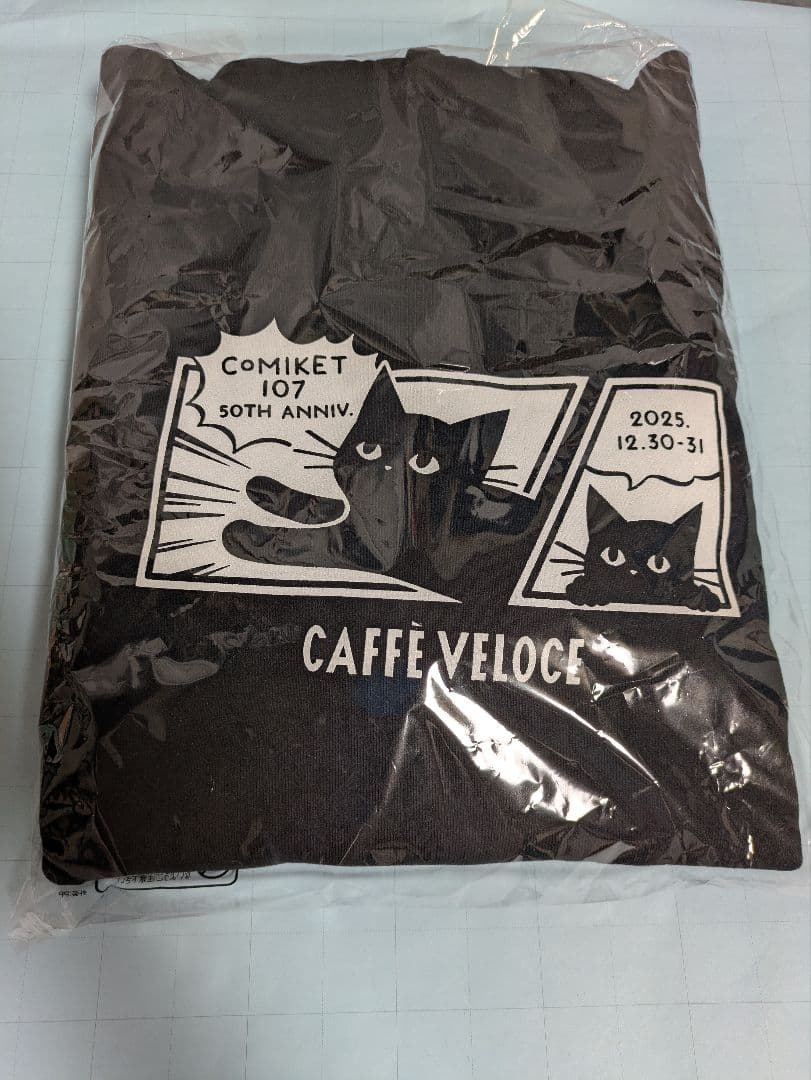 COMIKET
107
50TH ANNIV.
2025.
12.30-31
CAFFÈ VELOCE